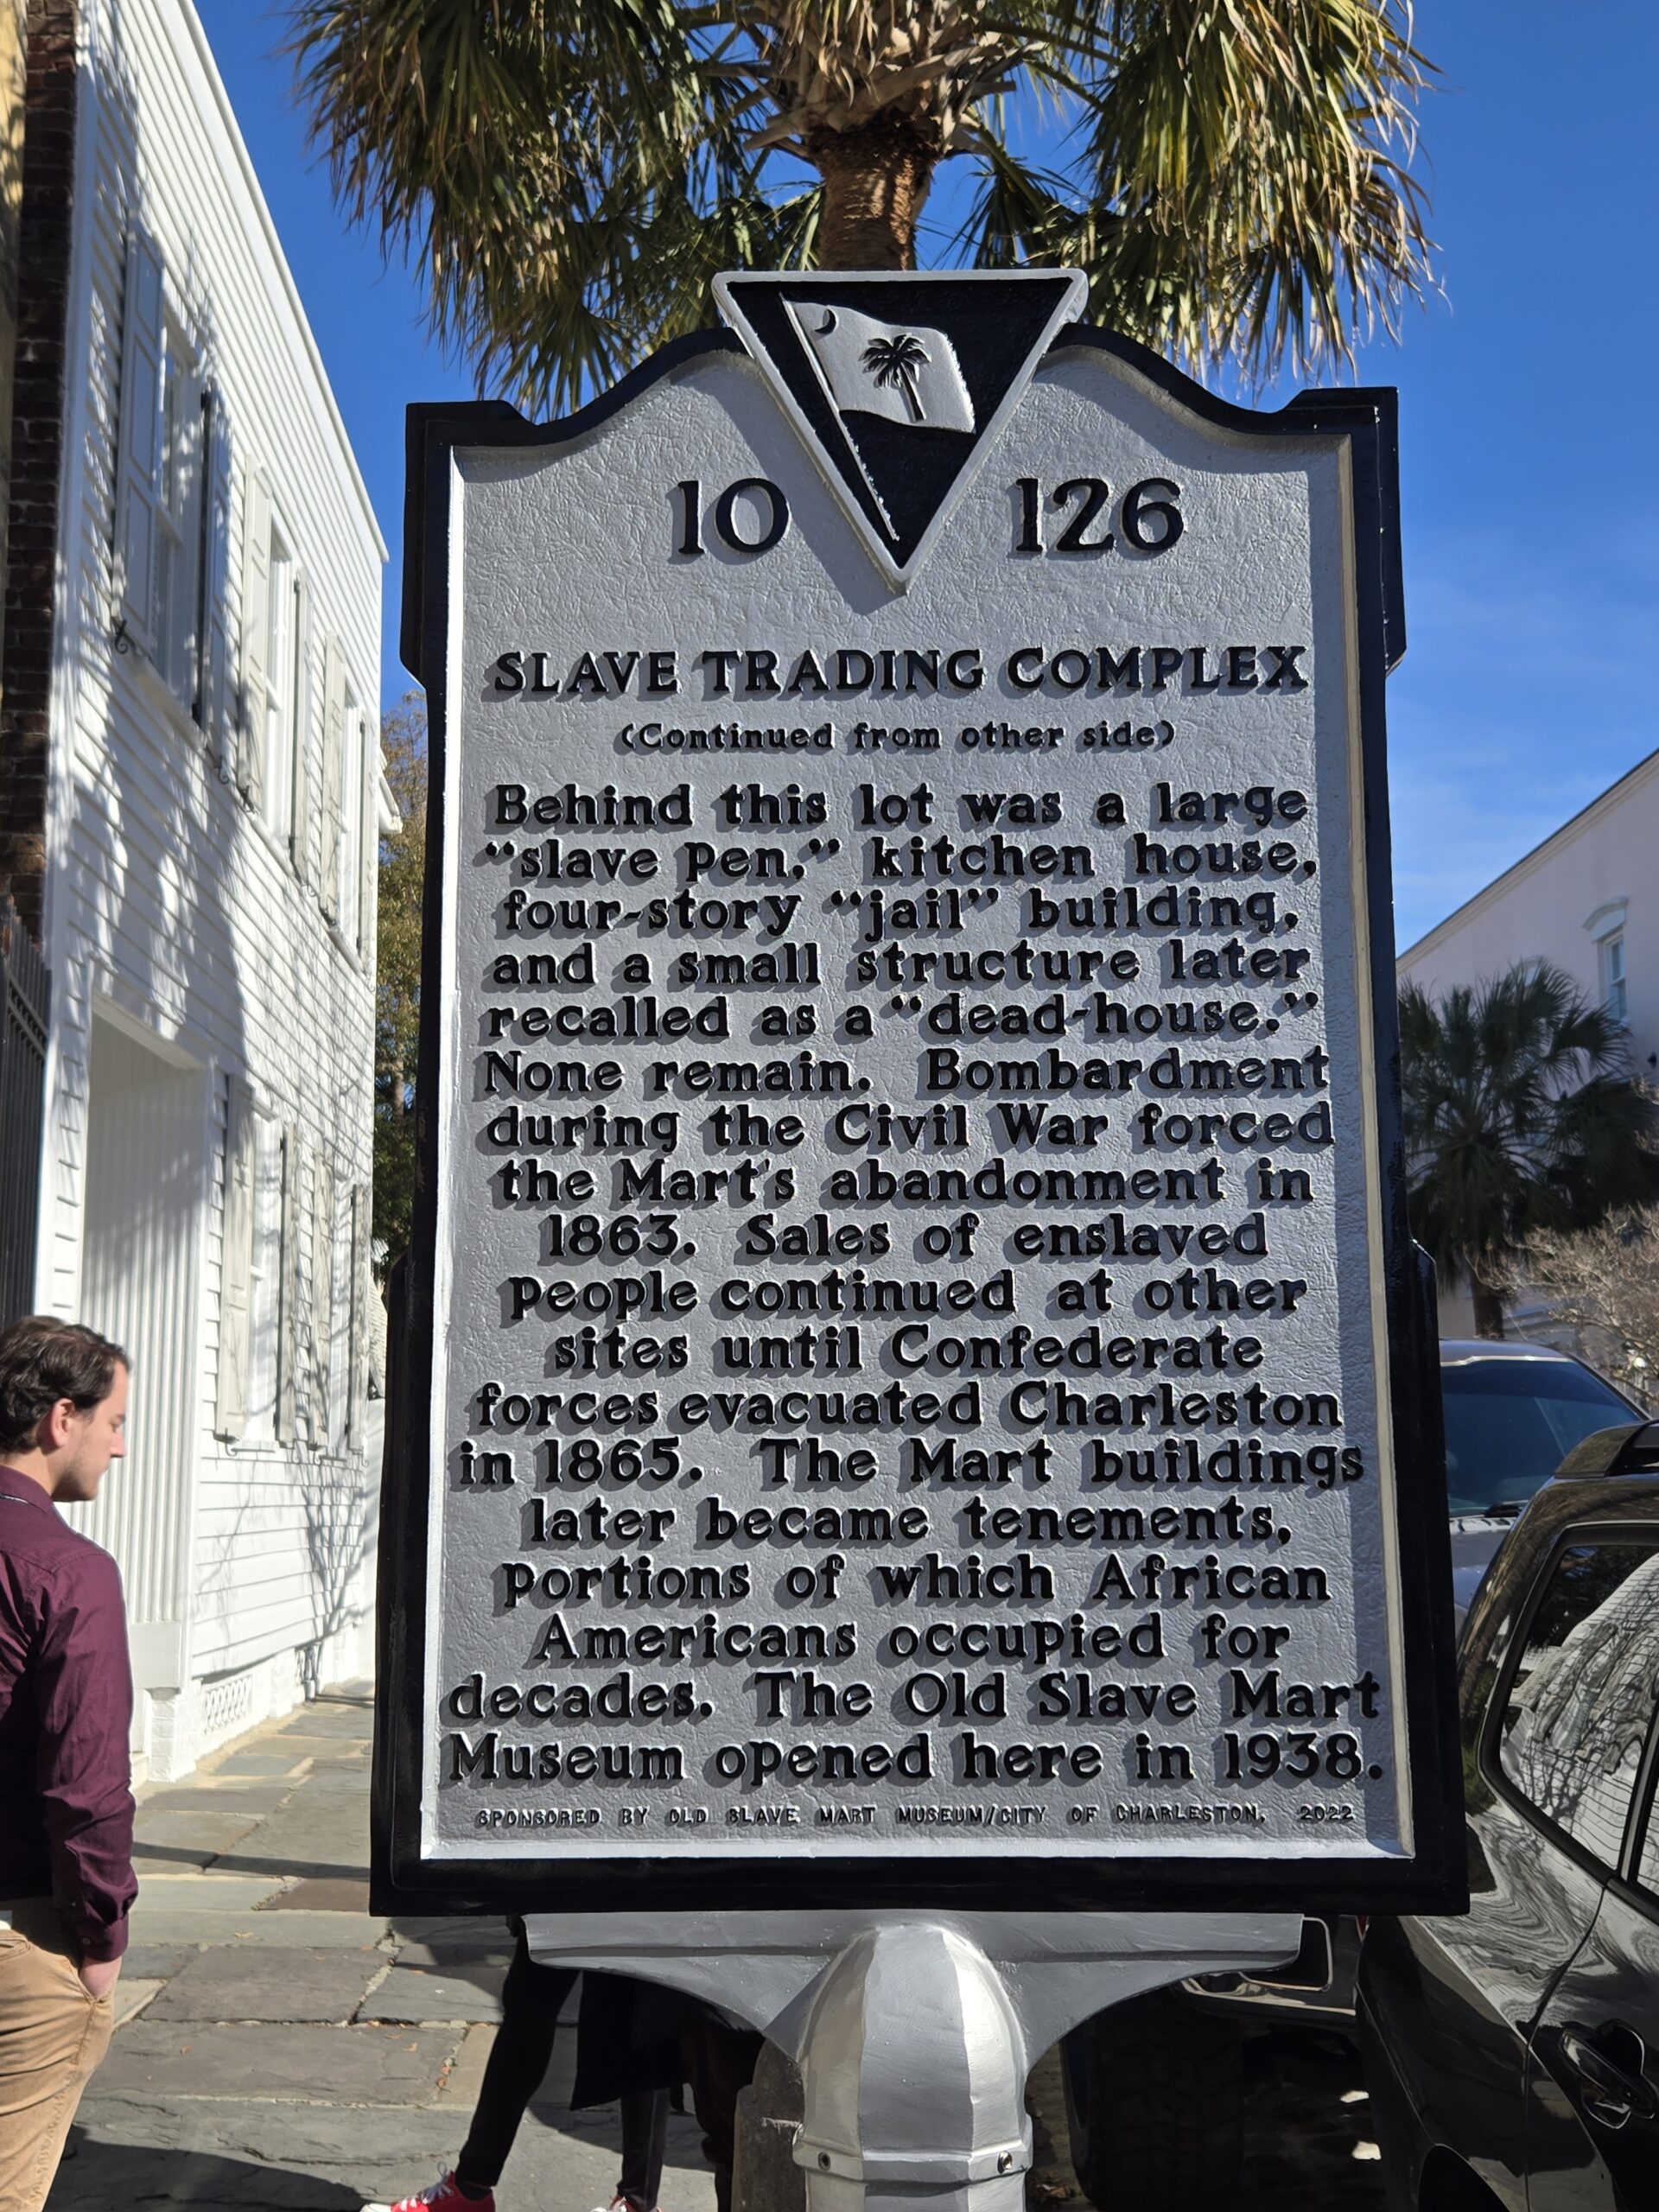 10 126
SLAVE TRADING COMPLEX
(Continued from other side)
Behind this lot was a large
“slave pen,” kitchen house,
four-story “jail” building,
and a small structure later
recalled as a “dead-house.”
None remain. Bombardment
during the Civil War forced
the Mart's abandonment in
1863. Sales of enslaved
people continued at other
sites until Confederate
forces evacuated Charleston
in 1865. The Mart buildings
later became tenements,
portions of which African
Americans occupied for
decades. The Old Slave Mart
Museum opened here in 1938.
SPONSORED BY OLD SLAVE MART MUSEUM/CITY OF CHARLESTON, 2022